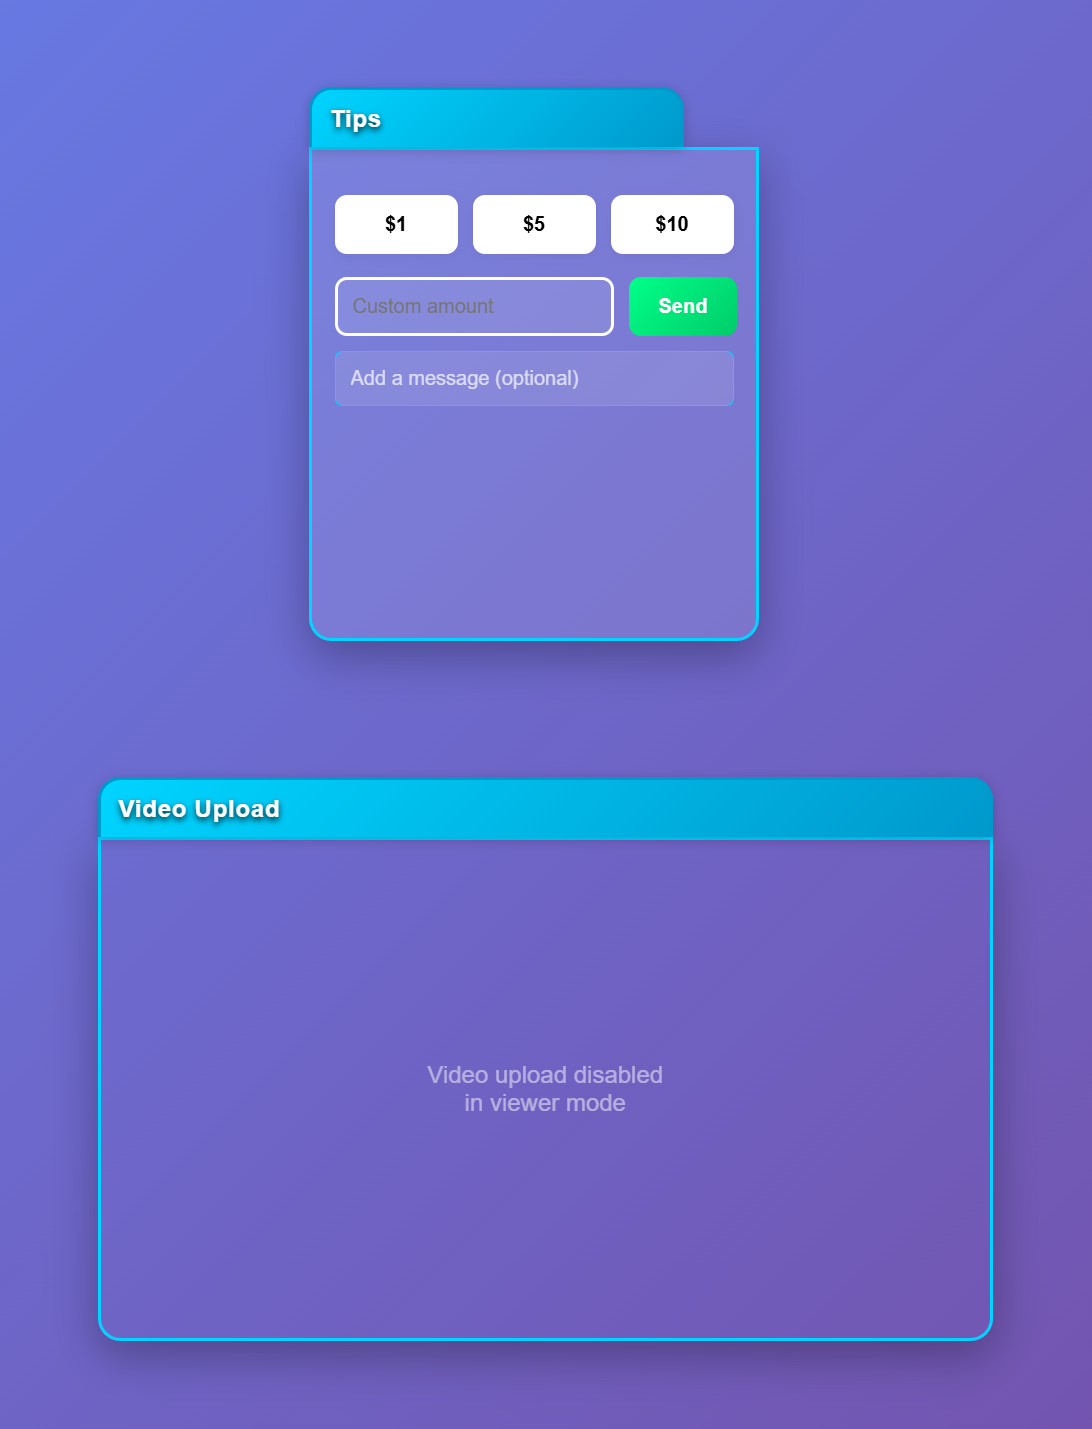 Tips
$1 $5 $10
Custom amount Send
Add a message (optional)
Video Upload
Video upload disabled
in viewer mode